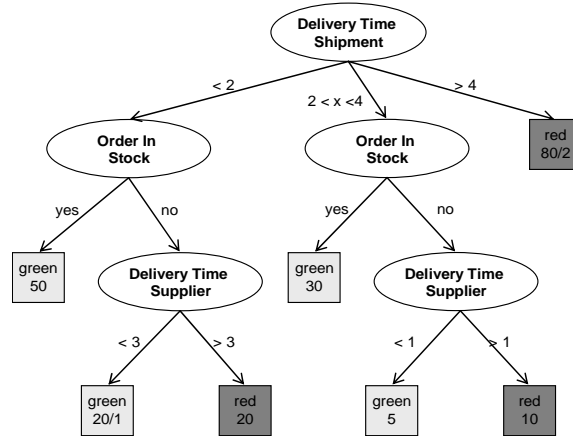 Delivery Time
Shipment
< 2
2 < x <4
> 4
Order In
Stock
Order In
Stock
red
80/2
yes
no
yes
no
green
50
Delivery Time
Supplier
green
30
Delivery Time
Supplier
< 3
> 3
< 1
> 1
green
20/1
red
20
green
5
red
10